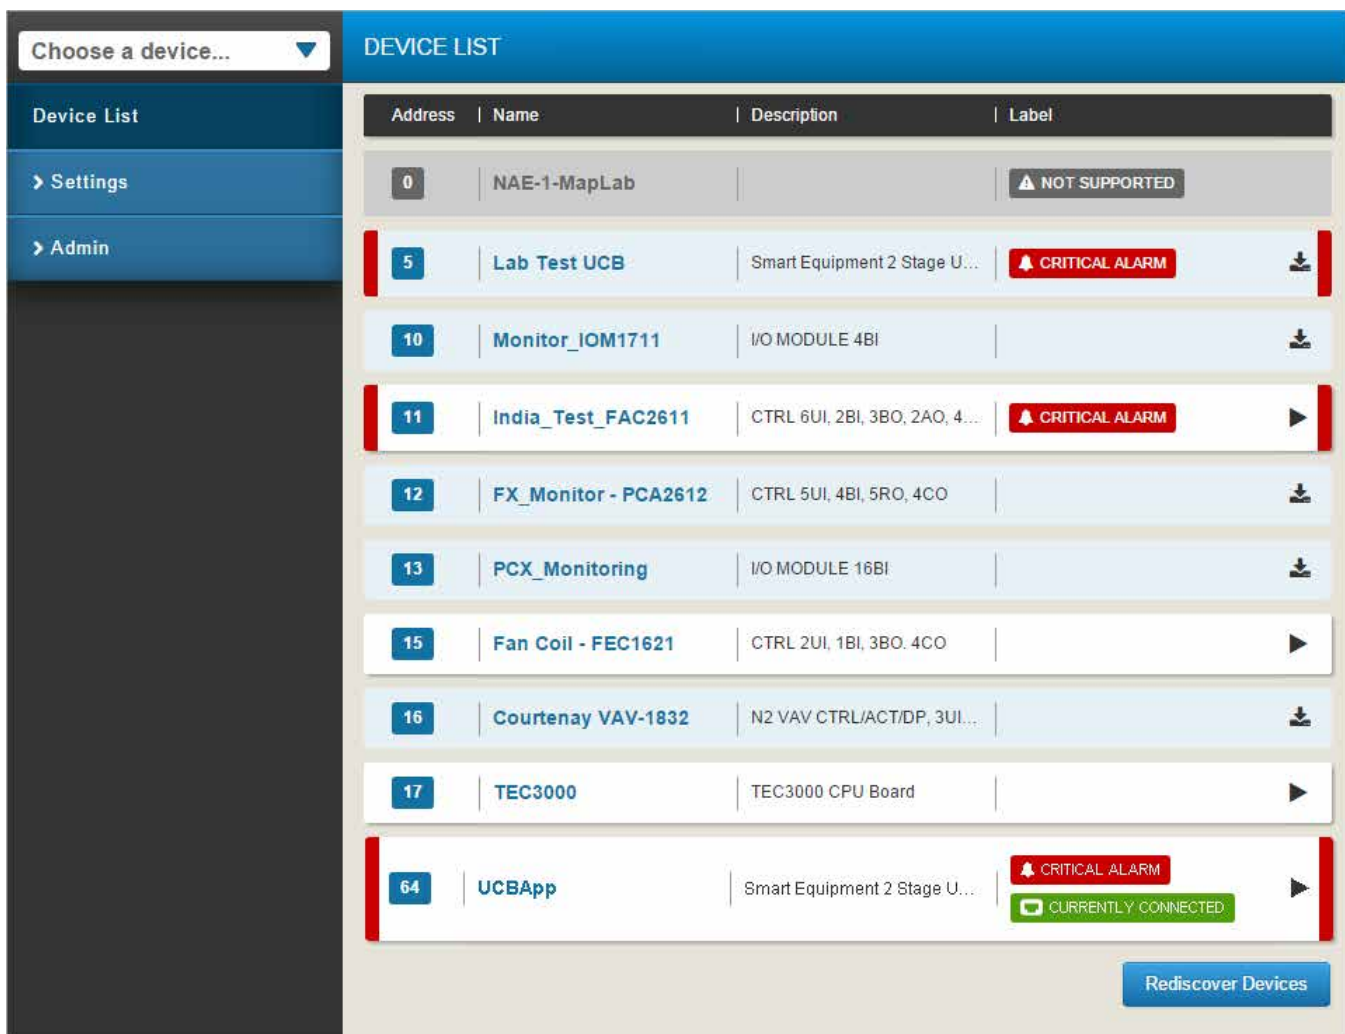 Choose a device...
DEVICE LIST
Device List
Settings
Admin
Address Name Description Label
0 NAE-1-MapLab NOT SUPPORTED
5 Lab Test UCB Smart Equipment 2 Stage U... CRITICAL ALARM
10 Monitor_IOM1711 I/O MODULE 4BI
11 India_Test_FAC2611 CTRL 6UI, 2BI, 3BO, 2AO, 4... CRITICAL ALARM
12 FX_Monitor - PCA2612 CTRL 5UI, 4BI, 5RO, 4CO
13 PCX_Monitoring I/O MODULE 16BI
15 Fan Coil - FEC1621 CTRL 2UI, 1BI, 3BO. 4CO
16 Courtenay VAV-1832 N2 VAV CTRL/ACT/DP, 3UI...
17 TEC3000 TEC3000 CPU Board
64 UCBApp Smart Equipment 2 Stage U... CRITICAL ALARM
CURRENTLY CONNECTED
Rediscover Devices